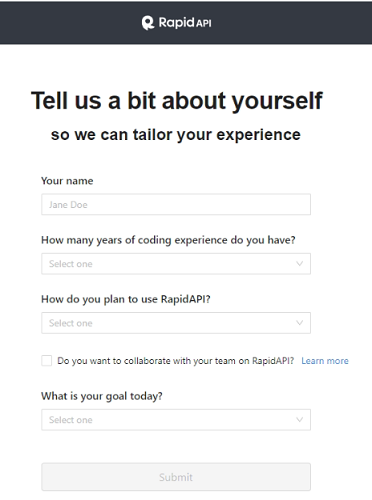 Rapid API
Tell us a bit about yourself
so we can tailor your experience
Your name
Jane Doe
How many years of coding experience do you have?
Select one
How do you plan to use RapidAPI?
Select one
Do you want to collaborate with your team on RapidAPI? Learn more
What is your goal today?
Select one
Submit